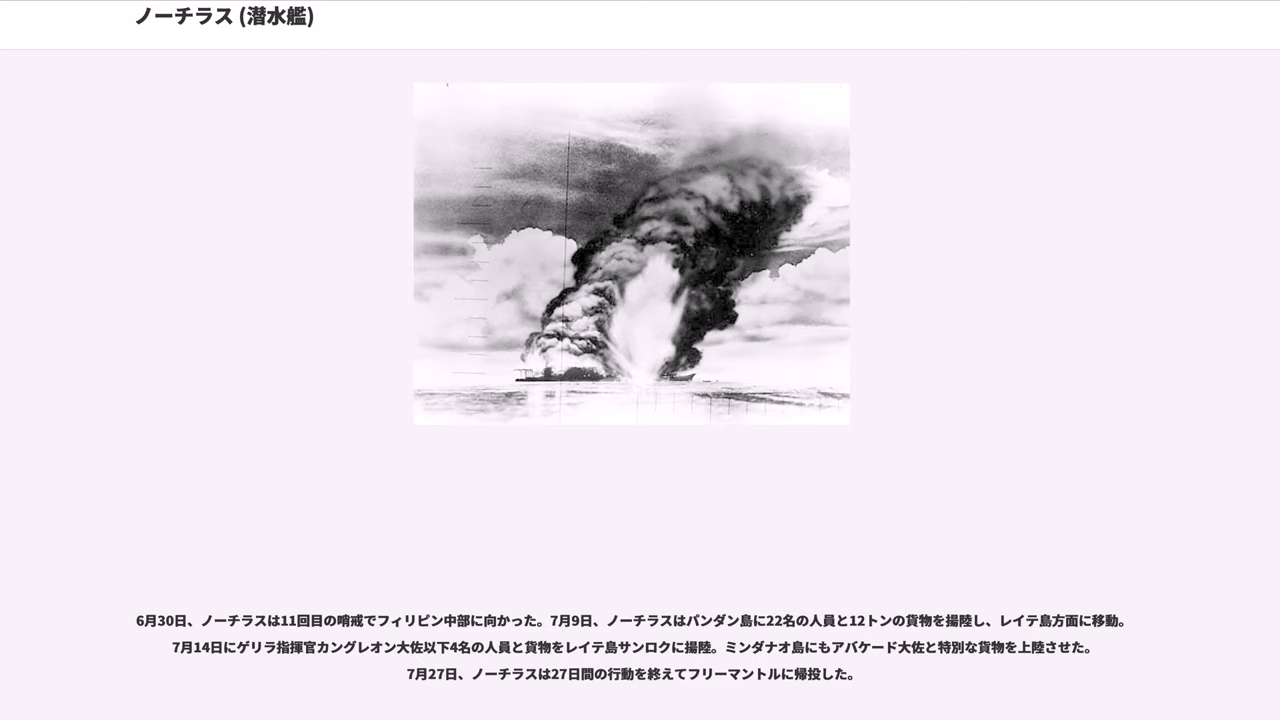 ノーチラス (潜水艦)
6月30日、ノーチラスは11回目の哨戒でフィリピン中部に向かった。7月9日、ノーチラスはパンダン島に22名の人員と12トンの貨物を揚陸し、レイテ島方面に移動。
7月14日にゲリラ指揮官カングレオン大佐以下4名の人員と貨物をレイテ島サンロクに揚陸。ミンダナオ島にもアバケード大佐と特別な貨物を上陸させた。
7月27日、ノーチラスは27日間の行動を終えてフリーマントルに帰投した。